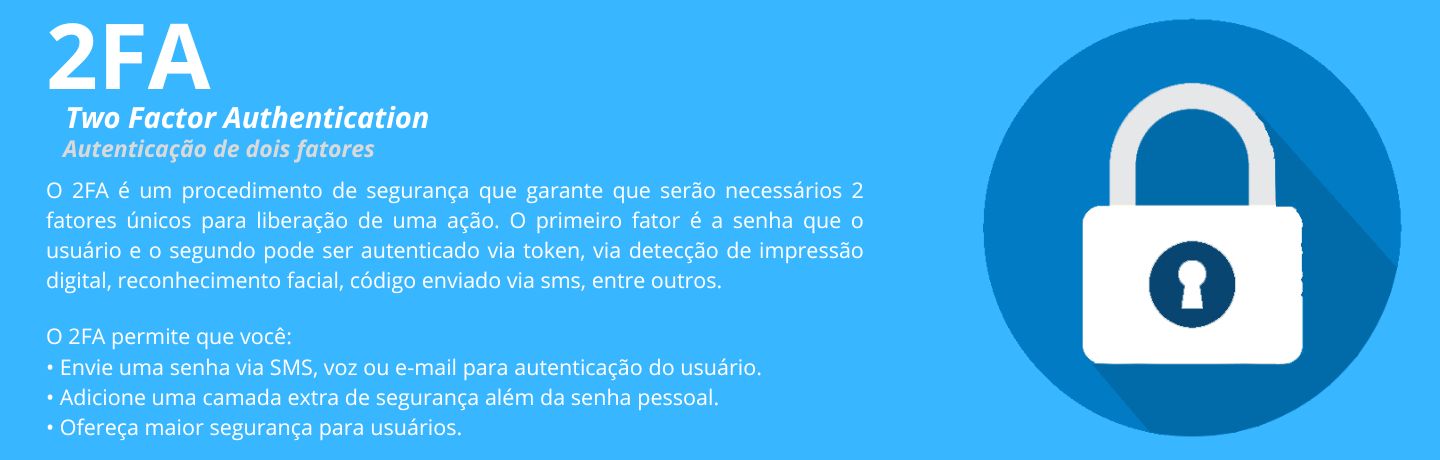 2FA
Two Factor Authentication
Autenticação de dois fatores
O 2FA é um procedimento de segurança que garante que serão necessários 2
fatores únicos para liberação de uma ação. O primeiro fator é a senha que o
usuário e o segundo pode ser autenticado via token, via detecção de impressão
digital, reconhecimento facial, código enviado via sms, entre outros.
O 2FA permite que você:
• Envie uma senha via SMS, voz ou e-mail para autenticação do usuário.
• Adicione uma camada extra de segurança além da senha pessoal.
• Ofereça maior segurança para usuários.